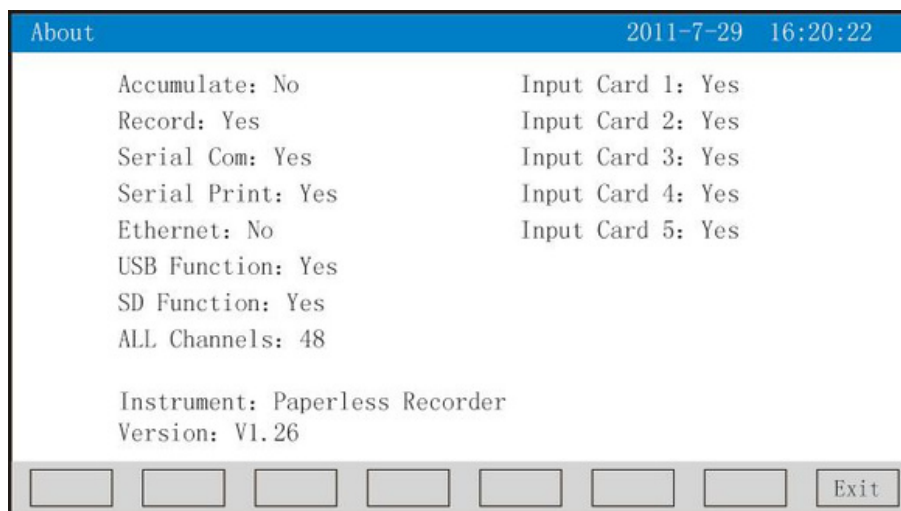 About 2011-7-29 16:20:22
Accumulate: No
Record: Yes
Serial Com: Yes
Serial Print: Yes
Ethernet: No
USB Function: Yes
SD Function: Yes
ALL Channels: 48
Input Card 1: Yes
Input Card 2: Yes
Input Card 3: Yes
Input Card 4: Yes
Input Card 5: Yes
Instrument: Paperless Recorder
Version: V1.26
Exit